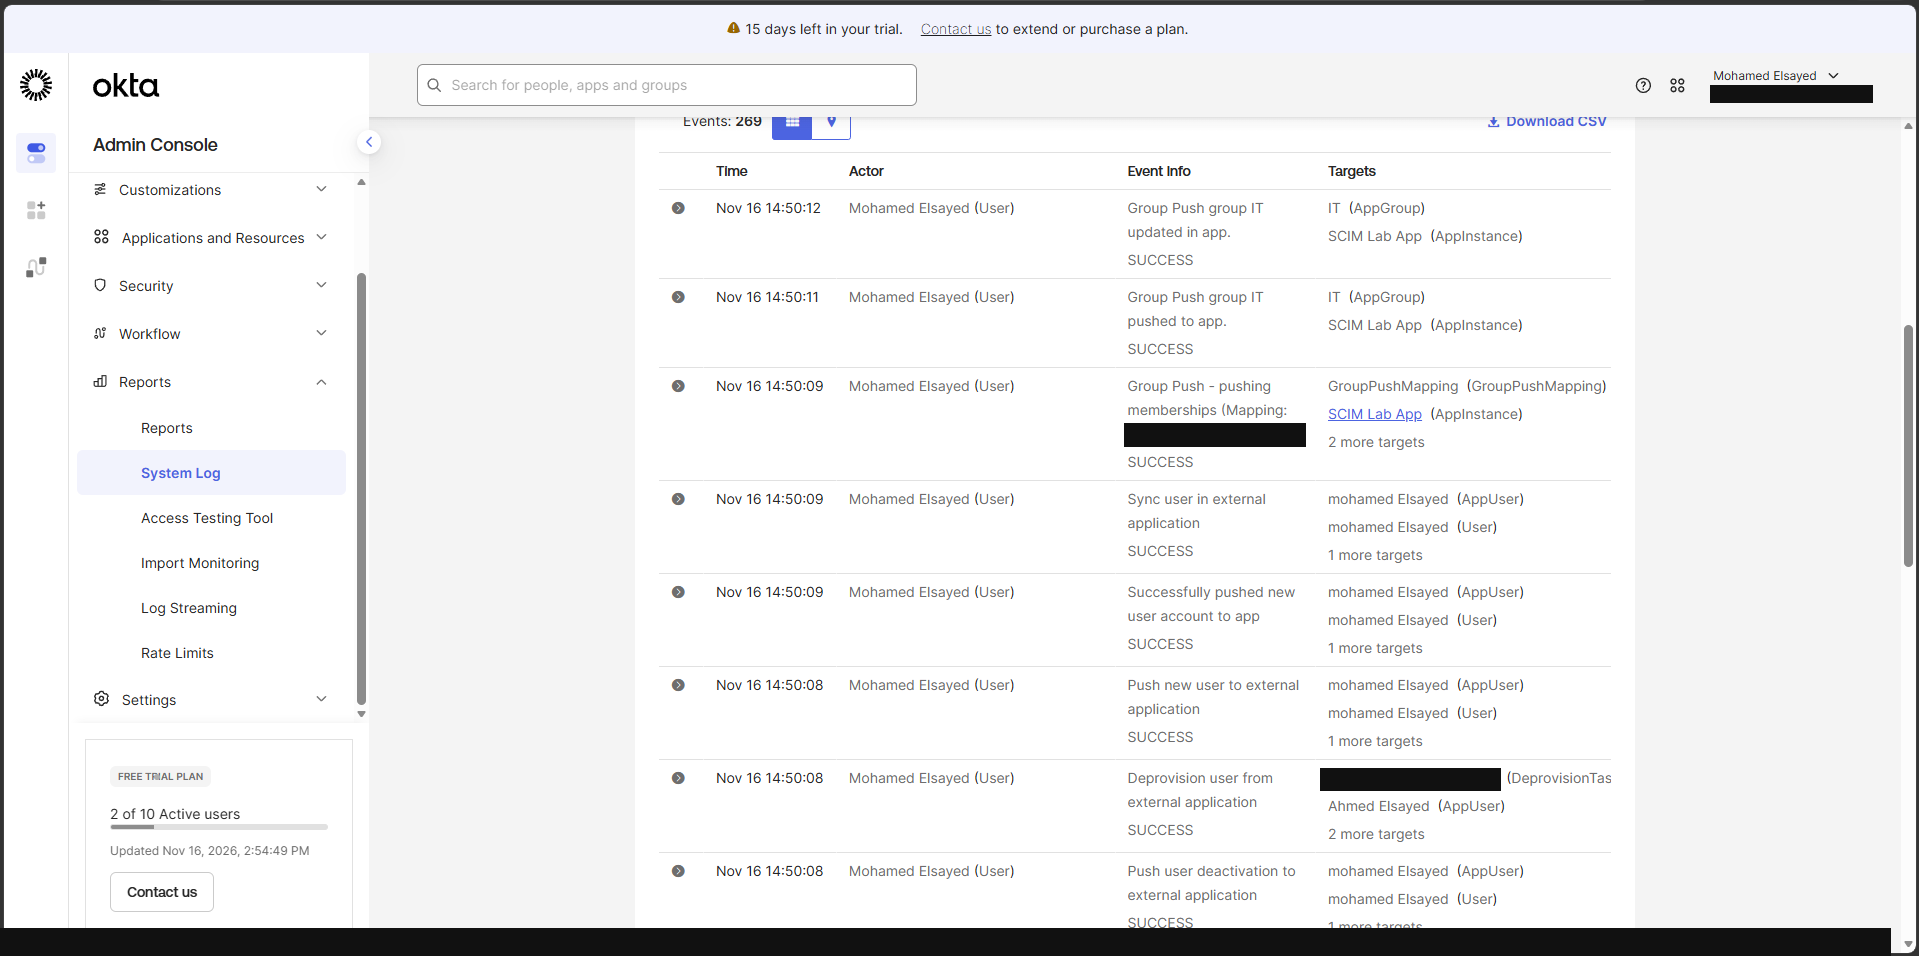 15 days left in your trial. Contact us to extend or purchase a plan.
okta
Search for people, apps and groups
Mohamed Elsayed
Admin Console
Customizations
Applications and Resources
Security
Workflow
Reports
Reports
System Log
Access Testing Tool
Import Monitoring
Log Streaming
Rate Limits
Settings
FREE TRIAL PLAN
2 of 10 Active users
Updated Nov 16, 2026, 2:54:49 PM
Contact us
Events: 269
Download CSV
Time Actor Event Info Targets
Nov 16 14:50:12 Mohamed Elsayed (User) Group Push group IT IT (AppGroup)
updated in app. SCIM Lab App (AppInstance)
SUCCESS
Nov 16 14:50:11 Mohamed Elsayed (User) Group Push group IT IT (AppGroup)
pushed to app. SCIM Lab App (AppInstance)
SUCCESS
Nov 16 14:50:09 Mohamed Elsayed (User) Group Push - pushing GroupPushMapping (GroupPushMapping)
memberships (Mapping: SCIM Lab App (AppInstance)
2 more targets
SUCCESS
Nov 16 14:50:09 Mohamed Elsayed (User) Sync user in external mohamed Elsayed (AppUser)
application mohamed Elsayed (User)
SUCCESS 1 more targets
Nov 16 14:50:09 Mohamed Elsayed (User) Successfully pushed new mohamed Elsayed (AppUser)
user account to app mohamed Elsayed (User)
SUCCESS 1 more targets
Nov 16 14:50:08 Mohamed Elsayed (User) Push new user to external mohamed Elsayed (AppUser)
application mohamed Elsayed (User)
SUCCESS 1 more targets
Nov 16 14:50:08 Mohamed Elsayed (User) Deprovision user from (DeprovisionTas
external application Ahmed Elsayed (AppUser)
SUCCESS 2 more targets
Nov 16 14:50:08 Mohamed Elsayed (User) Push user deactivation to mohamed Elsayed (AppUser)
external application mohamed Elsayed (User)
SUCCESS 1 more targets